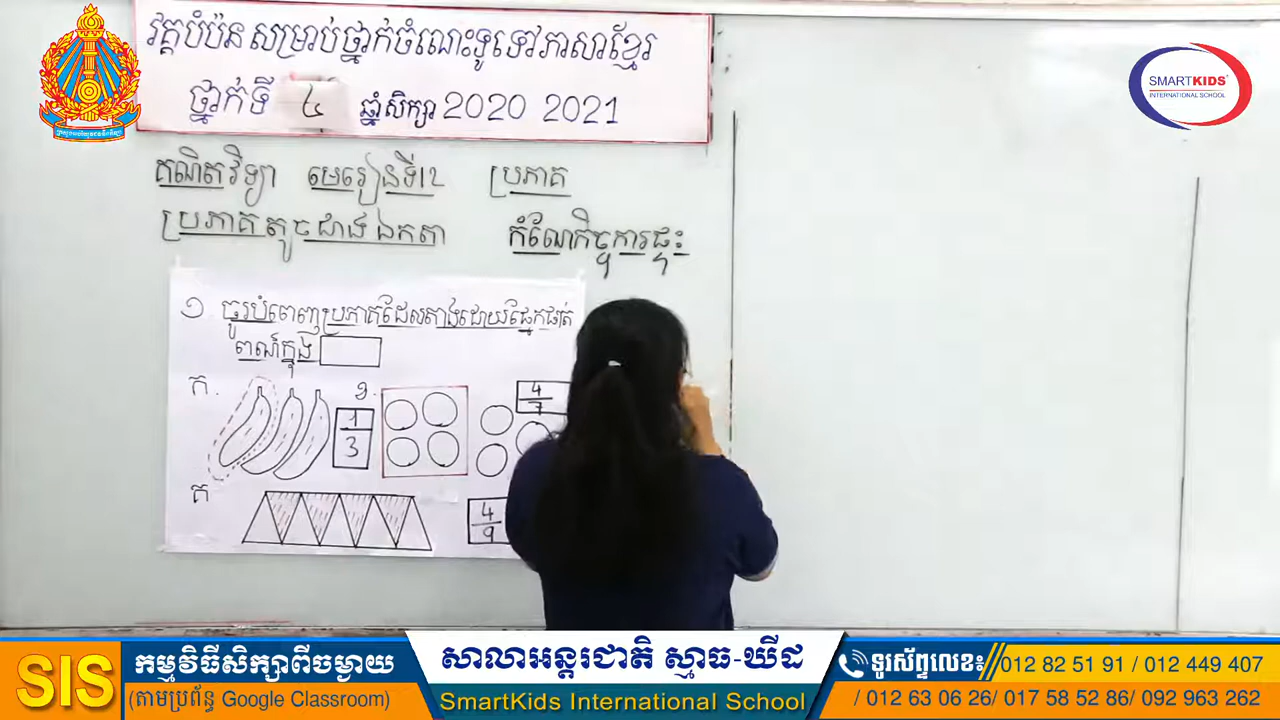 វគ្គបំប៉នសម្រាប់ថ្នាក់ចំណេះទូទៅភាសាខ្មែរ
ថ្នាក់ទី ៤ ឆ្នាំសិក្សា 2020 2021
SMARTKIDS
INTERNATIONAL SCHOOL
គណិតវិទ្យា មេរៀនទី12 ប្រភាគ
ប្រភាគតូចជាងឯកតា កំណែកិច្ចការផ្ទះ
១ ចូរបំពេញប្រភាគដែលតាងដោយផ្នែកផាត់
ពណ៌ក្នុង
ក. 1/3 ខ. 4/7
គ 4/9
SIS
កម្មវិធីសិក្សាពីចម្ងាយ
(តាមប្រព័ន្ធ Google Classroom)
សាលាអន្តរជាតិ ស្មាធ-ឃីដ
SmartKids International School
ទូរស័ព្ទលេខ៖ 012 82 51 91 / 012 449 407
/ 012 63 06 26/ 017 58 52 86/ 092 963 262